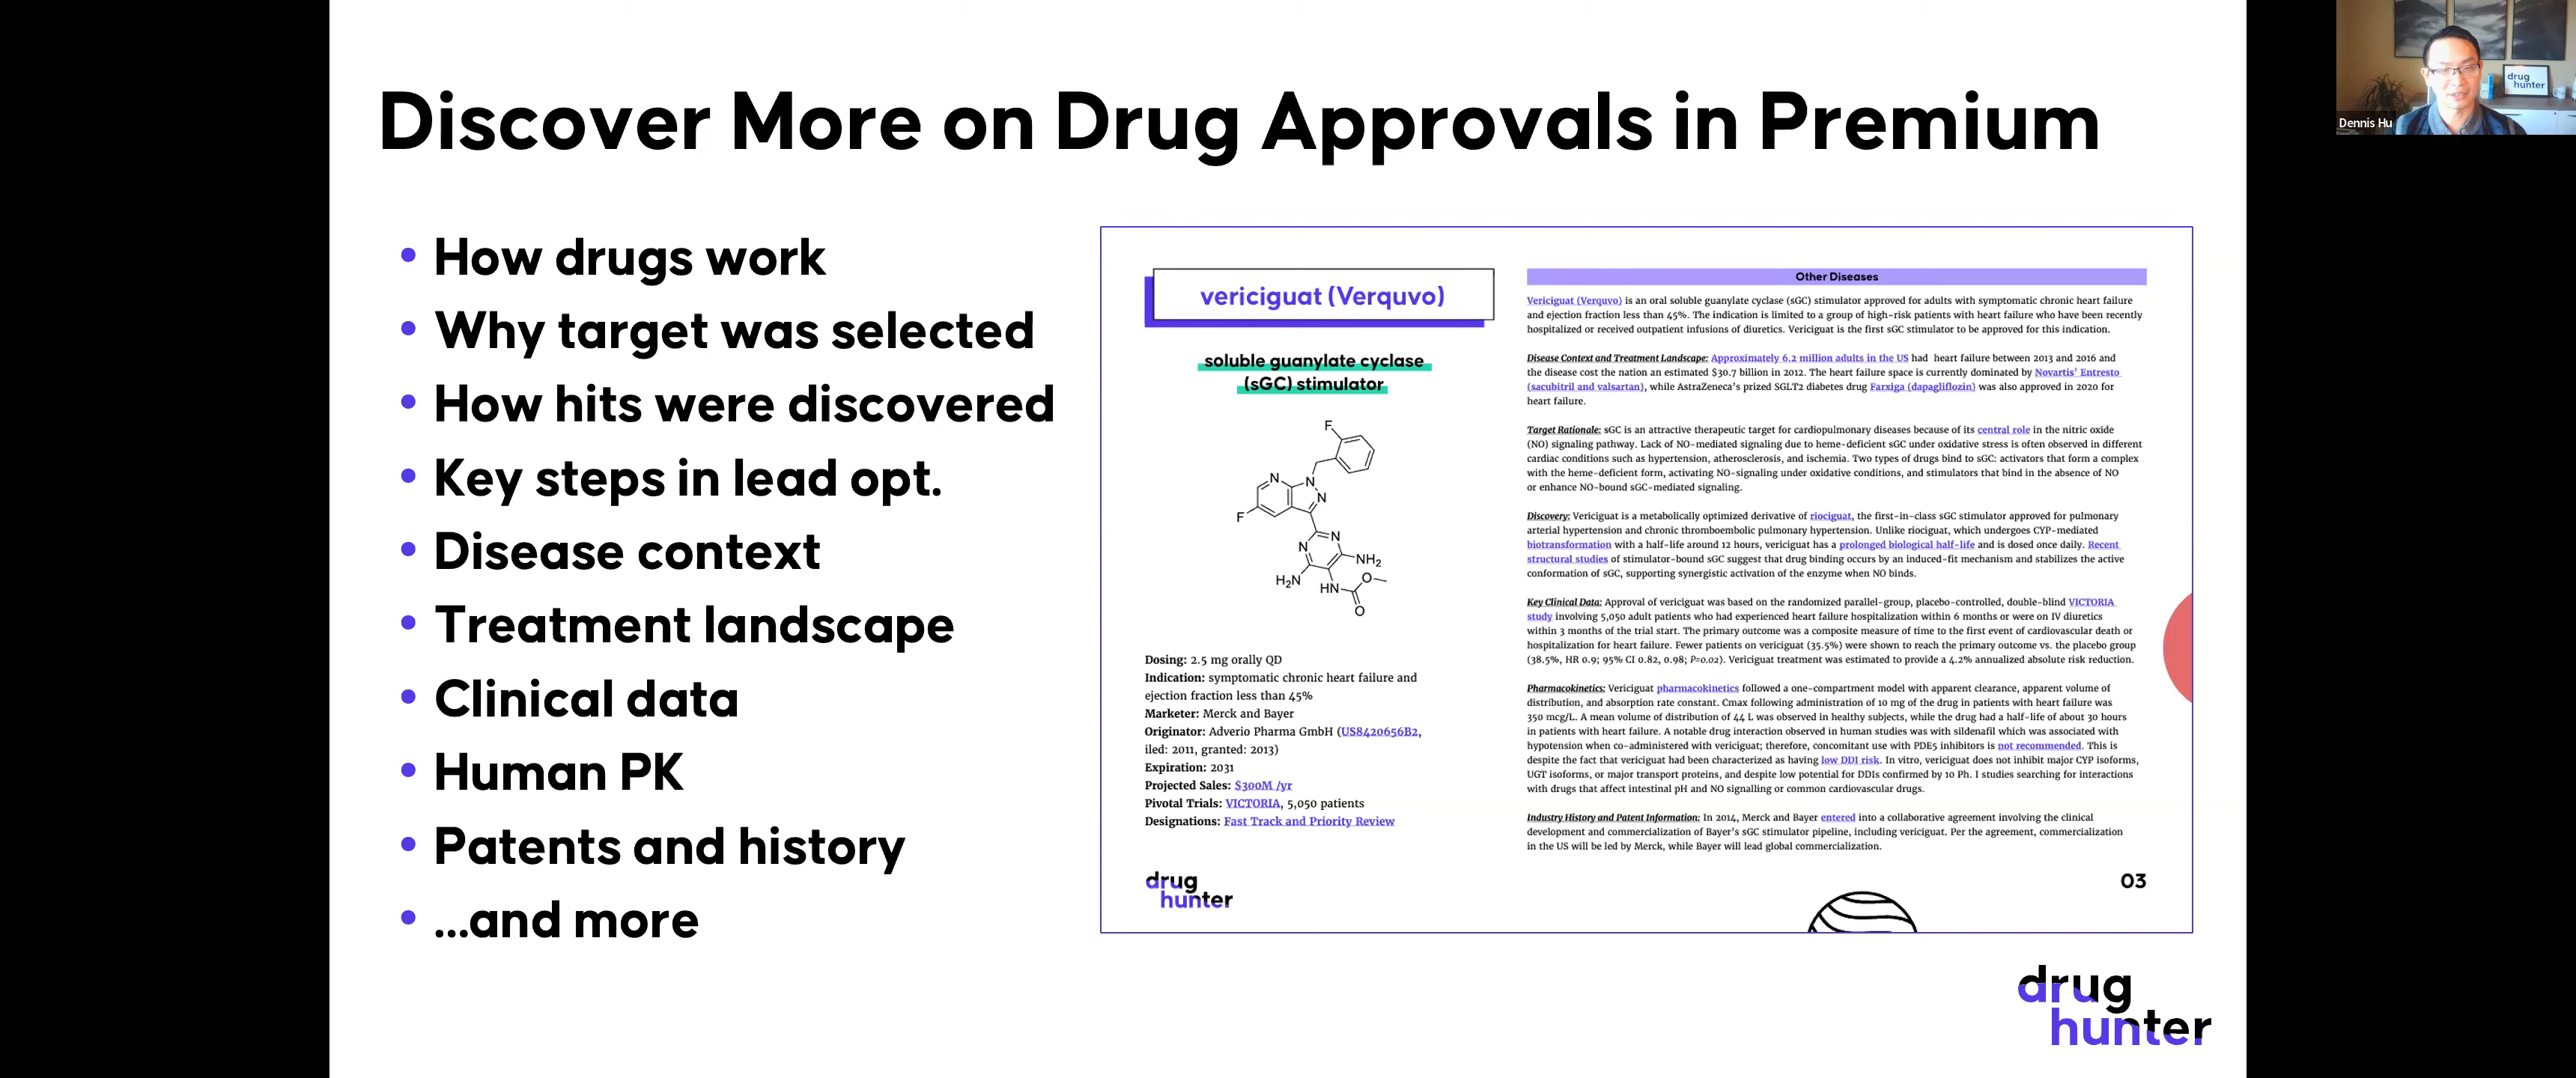 Discover More on Drug Approvals in Premium
drug
hunter
Dennis Hu
• How drugs work
• Why target was selected
• How hits were discovered
• Key steps in lead opt.
• Disease context
• Treatment landscape
• Clinical data
• Human PK
• Patents and history
• ...and more
vericiguat (Verquvo)
soluble guanylate cyclase
(sGC) stimulator
F
N
N
N
F
N
N
NH₂
H₂N
HN
O
O
Dosing: 2.5 mg orally QD
Indication: symptomatic chronic heart failure and
ejection fraction less than 45%
Marketer: Merck and Bayer
Originator: Adverio Pharma GmbH (US8420656B2,
iled: 2011, granted: 2013)
Expiration: 2031
Projected Sales: $300M /yr
Pivotal Trials: VICTORIA, 5,050 patients
Designations: Fast Track and Priority Review
drug
hunter
Other Diseases
Vericiguat (Verquvo) is an oral soluble guanylate cyclase (sGC) stimulator approved for adults with symptomatic chronic heart failure
and ejection fraction less than 45%. The indication is limited to a group of high-risk patients with heart failure who have been recently
hospitalized or received outpatient infusions of diuretics. Vericiguat is the first sGC stimulator to be approved for this indication.
Disease Context and Treatment Landscape: Approximately 6.2 million adults in the US had heart failure between 2013 and 2016 and
the disease cost the nation an estimated $30.7 billion in 2012. The heart failure space is currently dominated by Novartis' Entresto
(sacubitril and valsartan), while AstraZeneca's prized SGLT2 diabetes drug Farxiga (dapagliflozin) was also approved in 2020 for
heart failure.
Target Rationale: sGC is an attractive therapeutic target for cardiopulmonary diseases because of its central role in the nitric oxide
(NO) signaling pathway. Lack of NO-mediated signaling due to heme-deficient sGC under oxidative stress is often observed in different
cardiac conditions such as hypertension, atherosclerosis, and ischemia. Two types of drugs bind to sGC: activators that form a complex
with the heme-deficient form, activating NO-signaling under oxidative conditions, and stimulators that bind in the absence of NO
or enhance NO-bound sGC-mediated signaling.
Discovery: Vericiguat is a metabolically optimized derivative of riociguat, the first-in-class sGC stimulator approved for pulmonary
arterial hypertension and chronic thromboembolic pulmonary hypertension. Unlike riociguat, which undergoes CYP-mediated
biotransformation with a half-life around 12 hours, vericiguat has a prolonged biological half-life and is dosed once daily. Recent
structural studies of stimulator-bound sGC suggest that drug binding occurs by an induced-fit mechanism and stabilizes the active
conformation of sGC, supporting synergistic activation of the enzyme when NO binds.
Key Clinical Data: Approval of vericiguat was based on the randomized parallel-group, placebo-controlled, double-blind VICTORIA
study involving 5,050 adult patients who had experienced heart failure hospitalization within 6 months or were on IV diuretics
within 3 months of the trial start. The primary outcome was a composite measure of time to the first event of cardiovascular death or
hospitalization for heart failure. Fewer patients on vericiguat (35.5%) were shown to reach the primary outcome vs. the placebo group
(38.5%, HR 0.9; 95% CI 0.82, 0.98; P=0.02). Vericiguat treatment was estimated to provide a 4.2% annualized absolute risk reduction.
Pharmacokinetics: Vericiguat pharmacokinetics followed a one-compartment model with apparent clearance, apparent volume of
distribution, and absorption rate constant. Cmax following administration of 10 mg of the drug in patients with heart failure was
350 mcg/L. A mean volume of distribution of 44 L was observed in healthy subjects, while the drug had a half-life of about 30 hours
in patients with heart failure. A notable drug interaction observed in human studies was with sildenafil which was associated with
hypotension when co-administered with vericiguat; therefore, concomitant use with PDE5 inhibitors is not recommended. This is
despite the fact that vericiguat had been characterized as having low DDI risk. In vitro, vericiguat does not inhibit major CYP isoforms,
UGT isoforms, or major transport proteins, and despite low potential for DDIs confirmed by 10 Ph. I studies searching for interactions
with drugs that affect intestinal pH and NO signalling or common cardiovascular drugs.
Industry History and Patent Information: In 2014, Merck and Bayer entered into a collaborative agreement involving the clinical
development and commercialization of Bayer's sGC stimulator pipeline, including vericiguat. Per the agreement, commercialization
in the US will be led by Merck, while Bayer will lead global commercialization.
03
drug
hunter